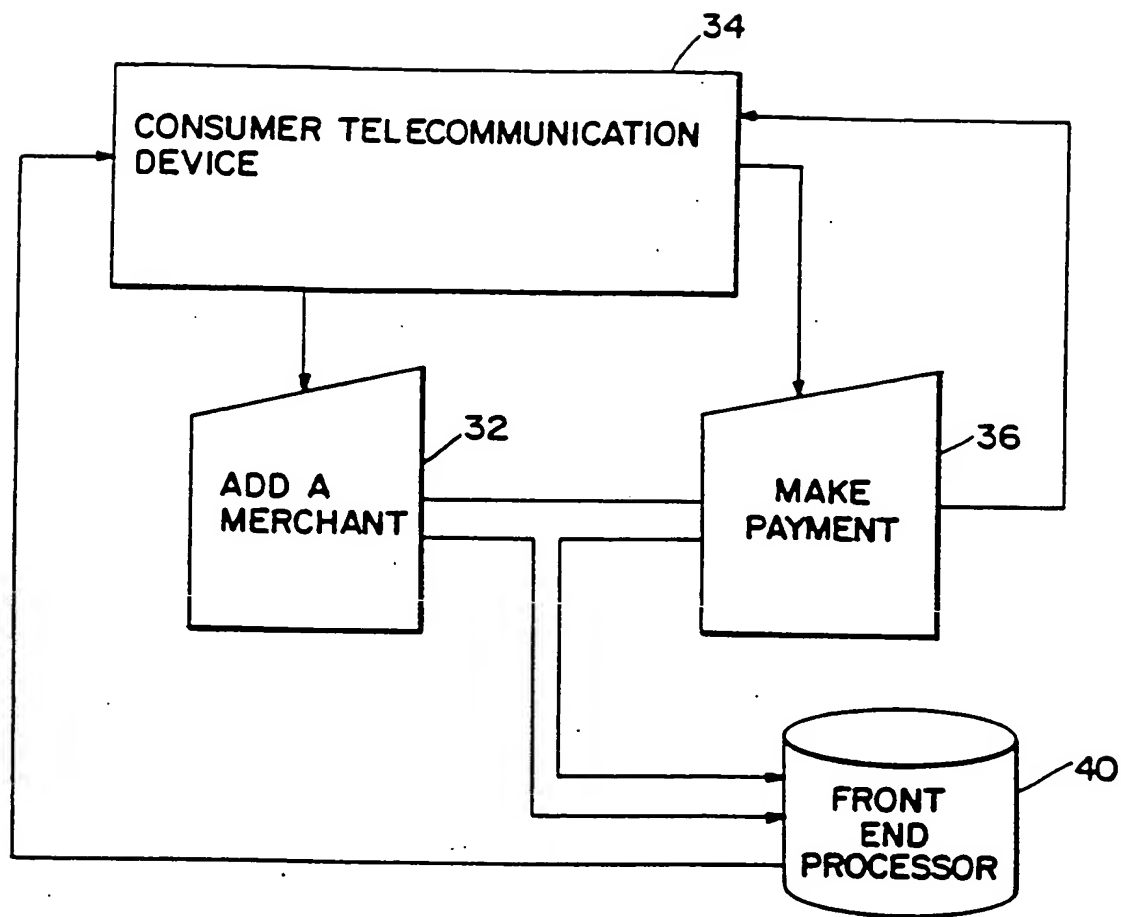 34
CONSUMER TELECOMMUNICATION
DEVICE
32
ADD A
MERCHANT
36
MAKE
PAYMENT
40
FRONT
END
PROCESSOR